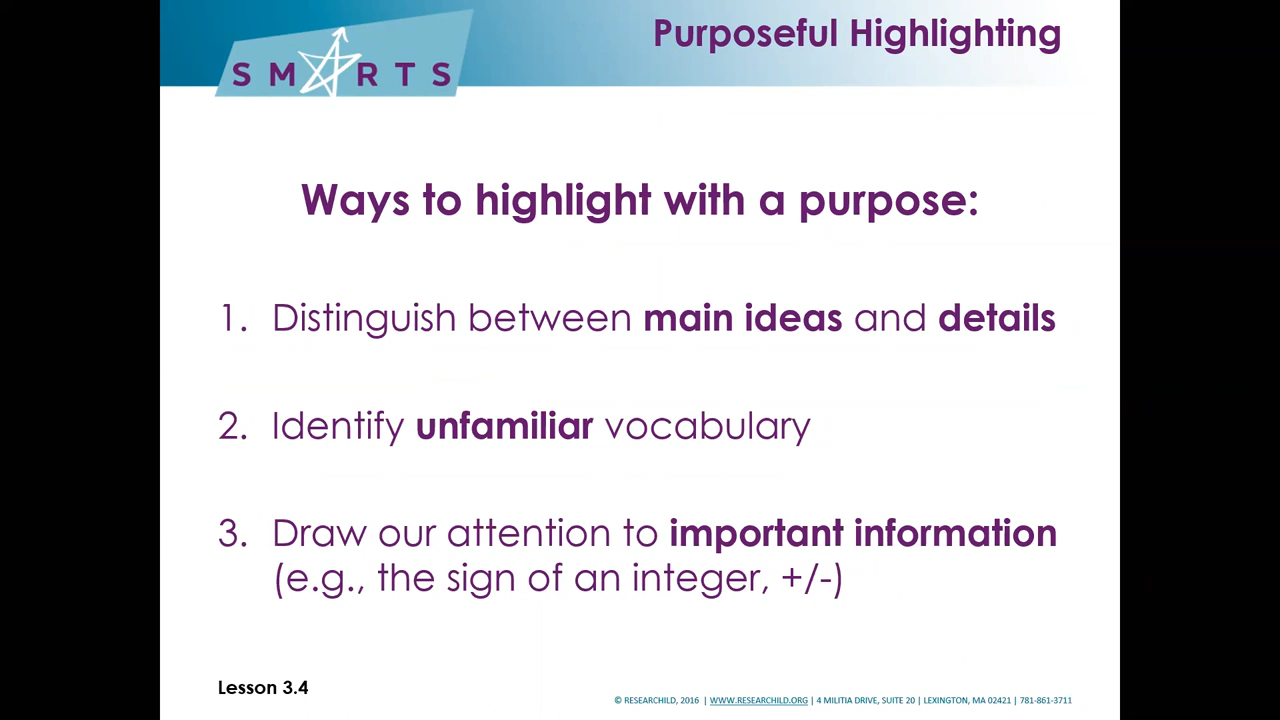 Purposeful Highlighting
SMARTS
Ways to highlight with a purpose:
1. Distinguish between main ideas and details
2. Identify unfamiliar vocabulary
3. Draw our attention to important information
(e.g., the sign of an integer, +/-)
Lesson 3.4
© RESEARCHILD, 2016 | WWW.RESEARCHILD.ORG | 4 MILITIA DRIVE, SUITE 20 | LEXINGTON, MA 02421 | 781-861-3711